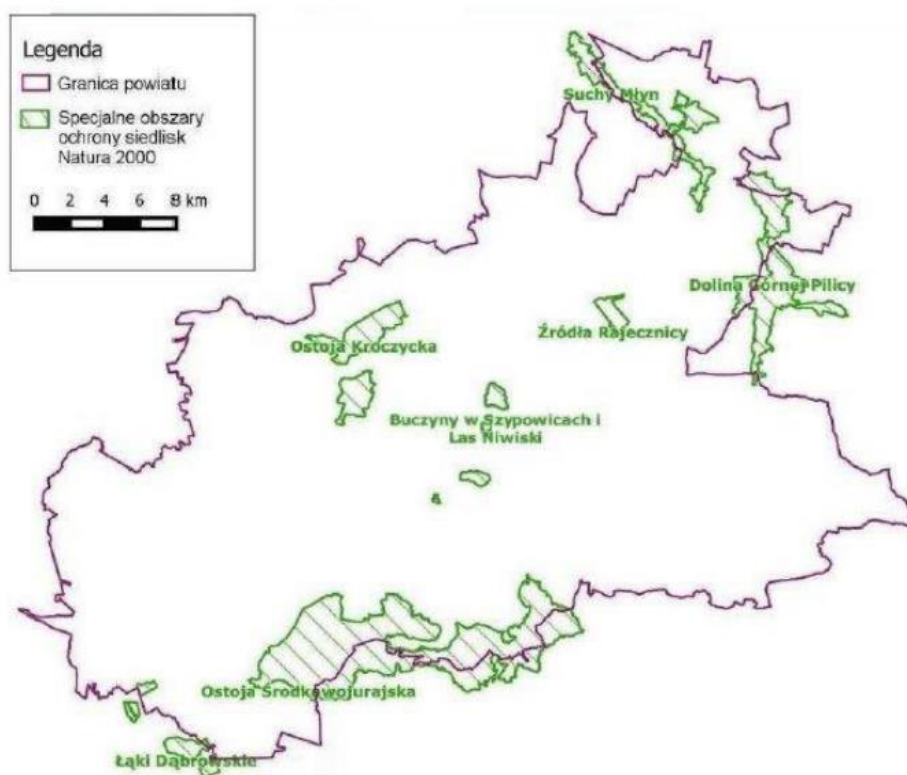 Legenda
Granica powiatu
Specjalne obszary
ochrony siedlisk
Natura 2000
0 2 4 6 8 km
Suchy Młyn
Dolina Górnej Pilicy
Źródła Rajecznicy
Ostoja Kroczycka
Buczyny w Szypowicach i
Las Niwiski
Ostoja Środkowojurajska
Łąki Dąbrowskie